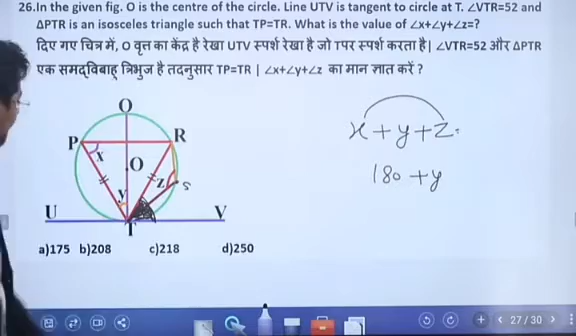 26.In the given fig. O is the centre of the circle. Line UTV is tangent to circle at T. ∠VTR=52 and
ΔPTR is an isosceles triangle such that TP=TR. What is the value of ∠x+∠y+∠z=?
दिए गए चित्र में, O वृत्त का केंद्र है रेखा UTV स्पर्श रेखा है जो Tपर स्पर्श करता है| ∠VTR=52 और ΔPTR
एक समद्विबाहु त्रिभुज है तदनुसार TP=TR | ∠x+∠y+∠z का मान ज्ञात करें ?
Q
P R
x
O
z S
y
U V
T
x+y+z.
180 +y
a)175 b)208 c)218 d)250
27 / 30